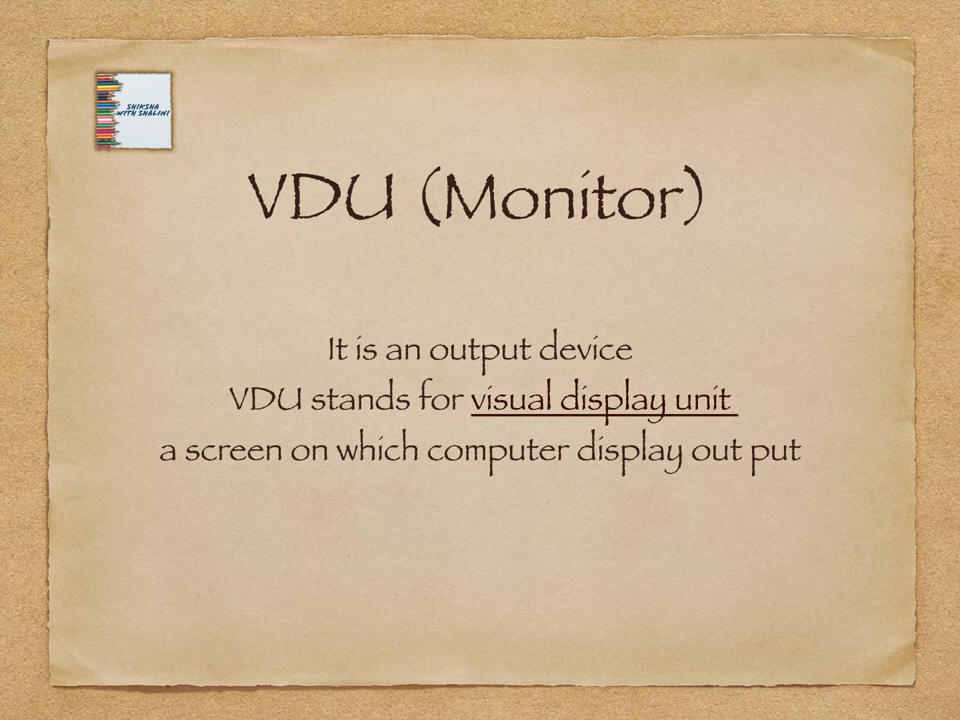 SHIKSHA
WITH SHALINI
VDU (Monitor)
It is an output device
VDU stands for visual display unit
a screen on which computer display out put